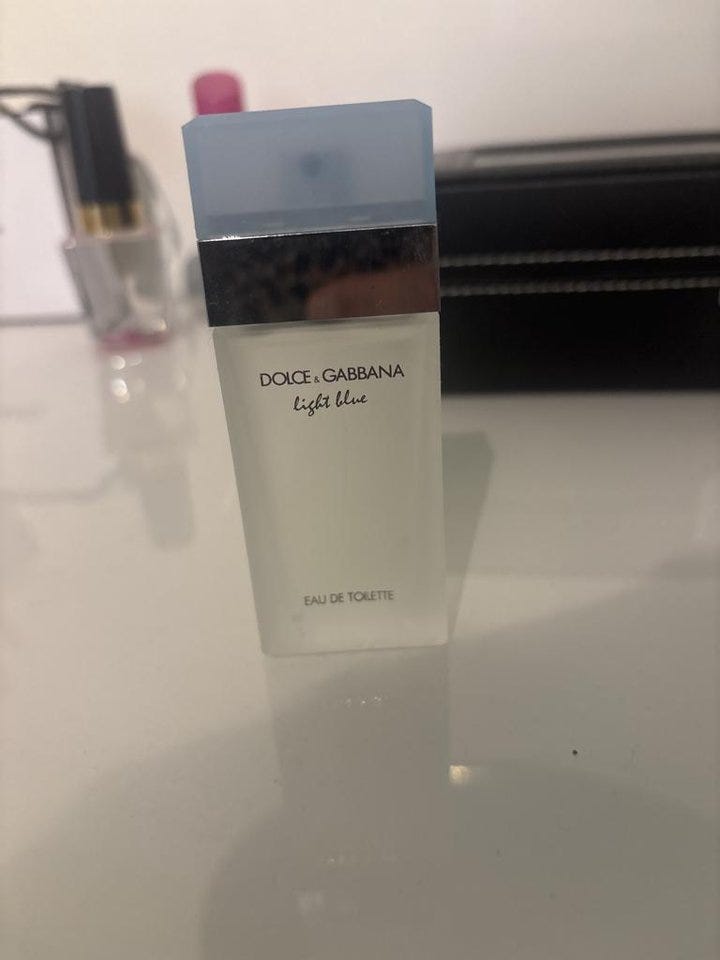 DOLCE & GABBANA
light blue
EAU DE TOILETTE